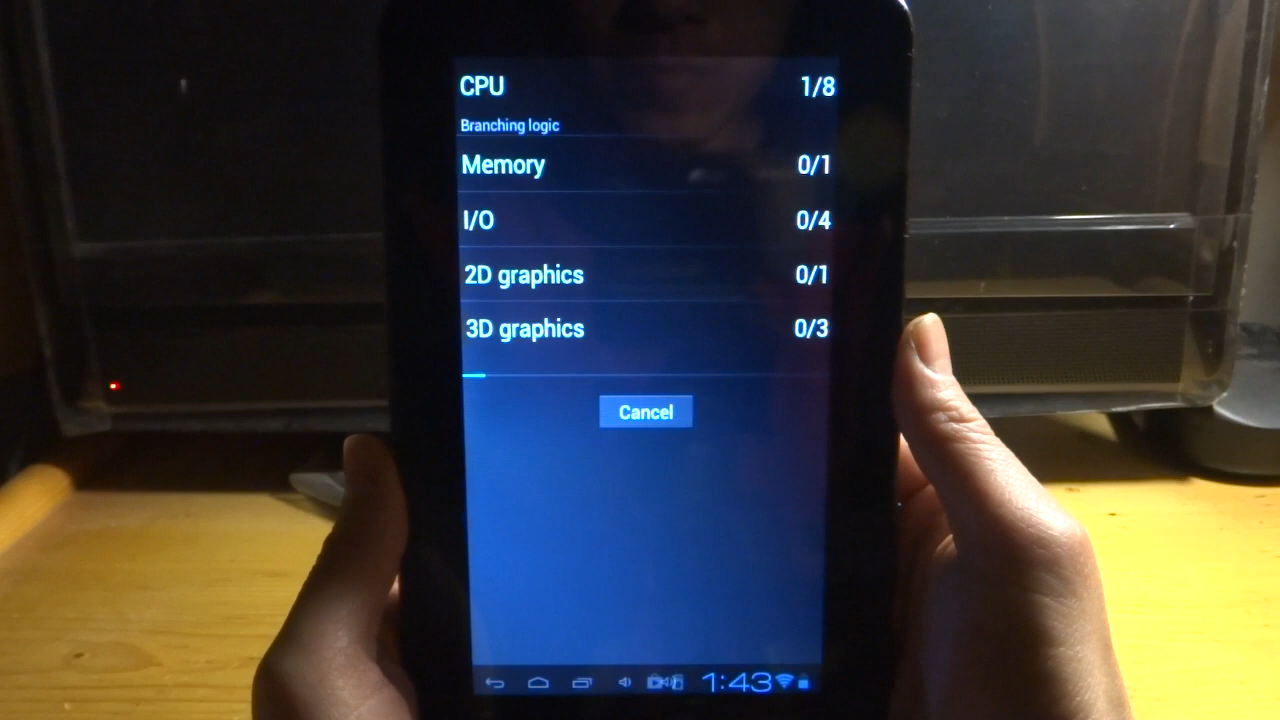 CPU 1/8
Branching logic
Memory 0/1
I/O 0/4
2D graphics 0/1
3D graphics 0/3
Cancel
1:43